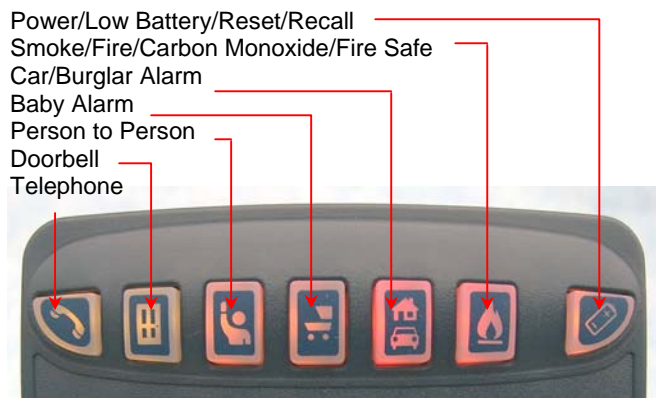 Power/Low Battery/Reset/Recall
Smoke/Fire/Carbon Monoxide/Fire Safe
Car/Burglar Alarm
Baby Alarm
Person to Person
Doorbell
Telephone